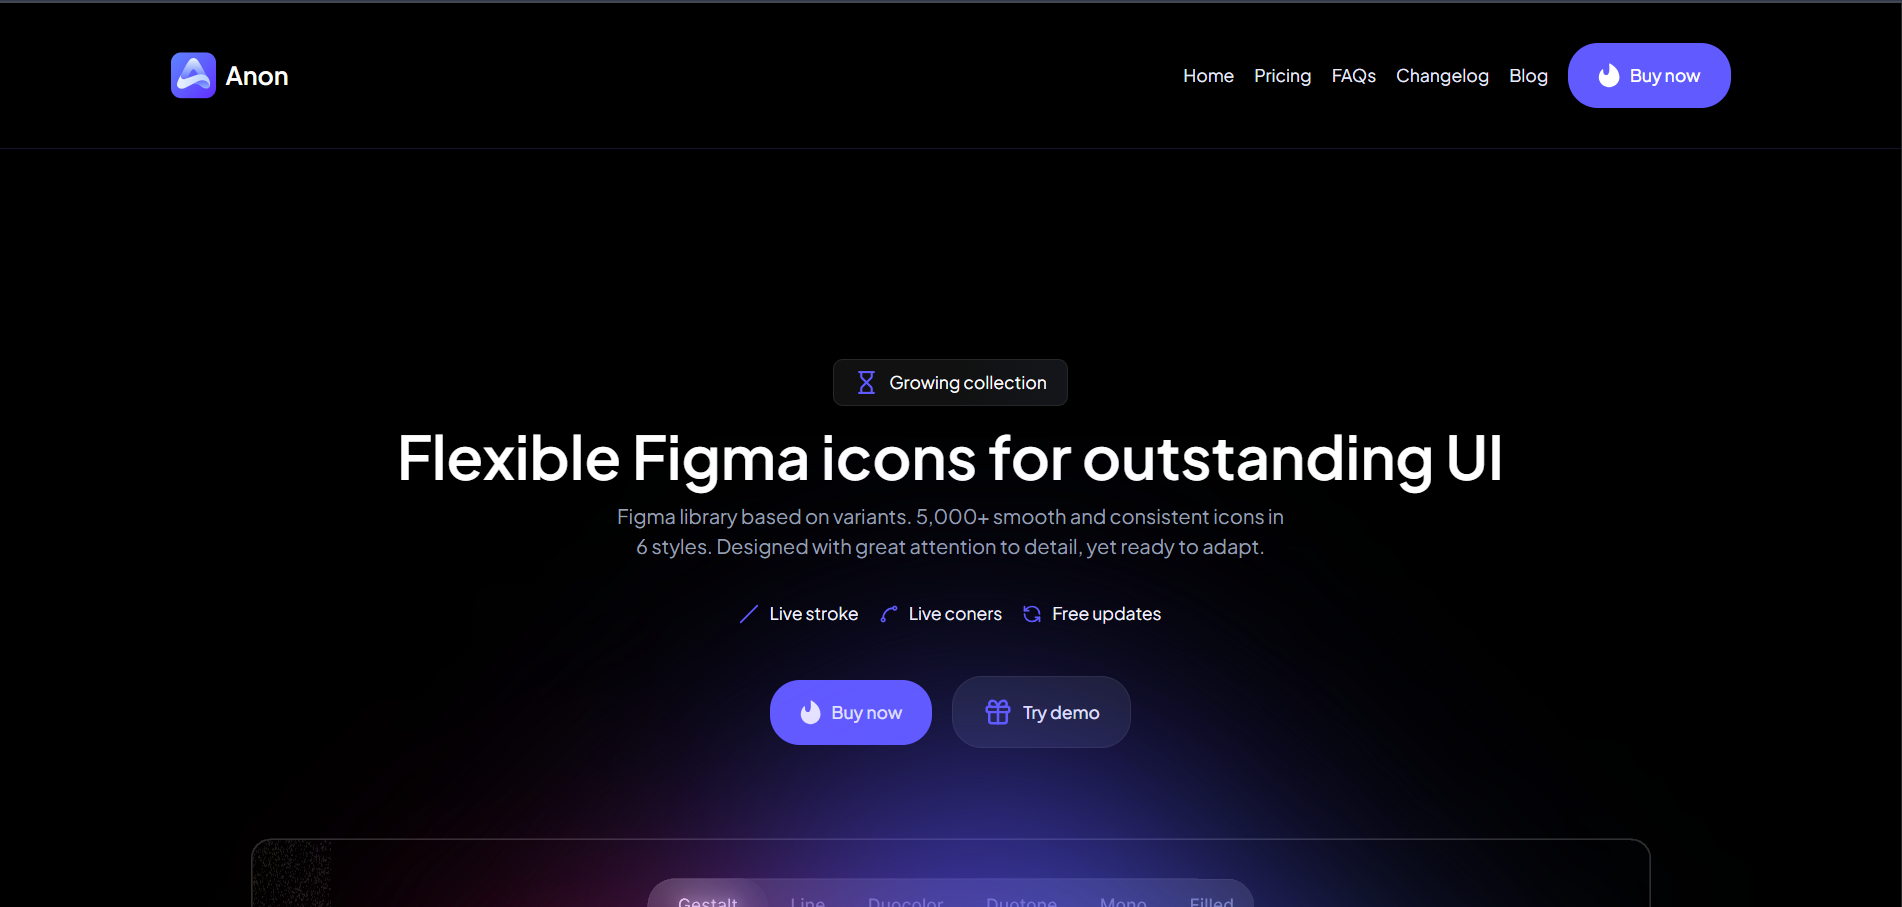 Anon
Home Pricing FAQs Changelog Blog Buy now
Growing collection
Flexible Figma icons for outstanding UI
Figma library based on variants. 5,000+ smooth and consistent icons in
6 styles. Designed with great attention to detail, yet ready to adapt.
Live stroke Live coners Free updates
Buy now Try demo
Gestalt Line Duocolor Duotone Mono Filled